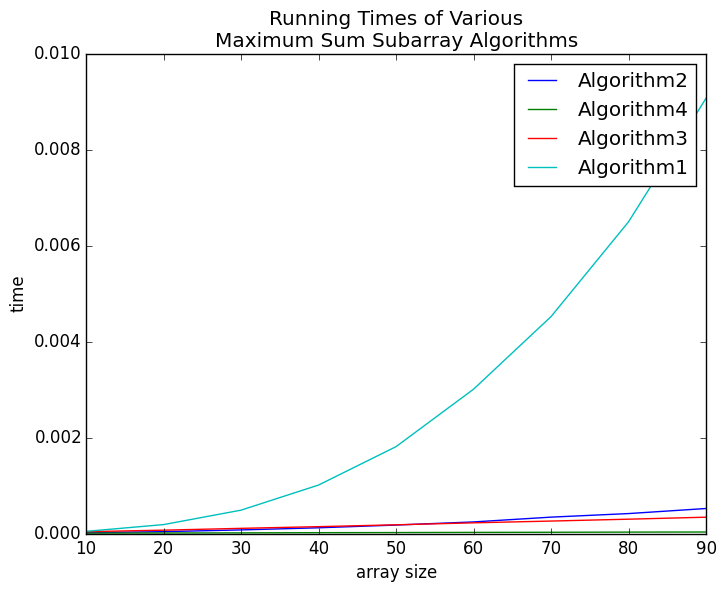 Running Times of Various
Maximum Sum Subarray Algorithms
0.010
0.008
0.006
0.004
0.002
0.000
time
Algorithm2
Algorithm4
Algorithm3
Algorithm1
10 20 30 40 50 60 70 80 90
array size